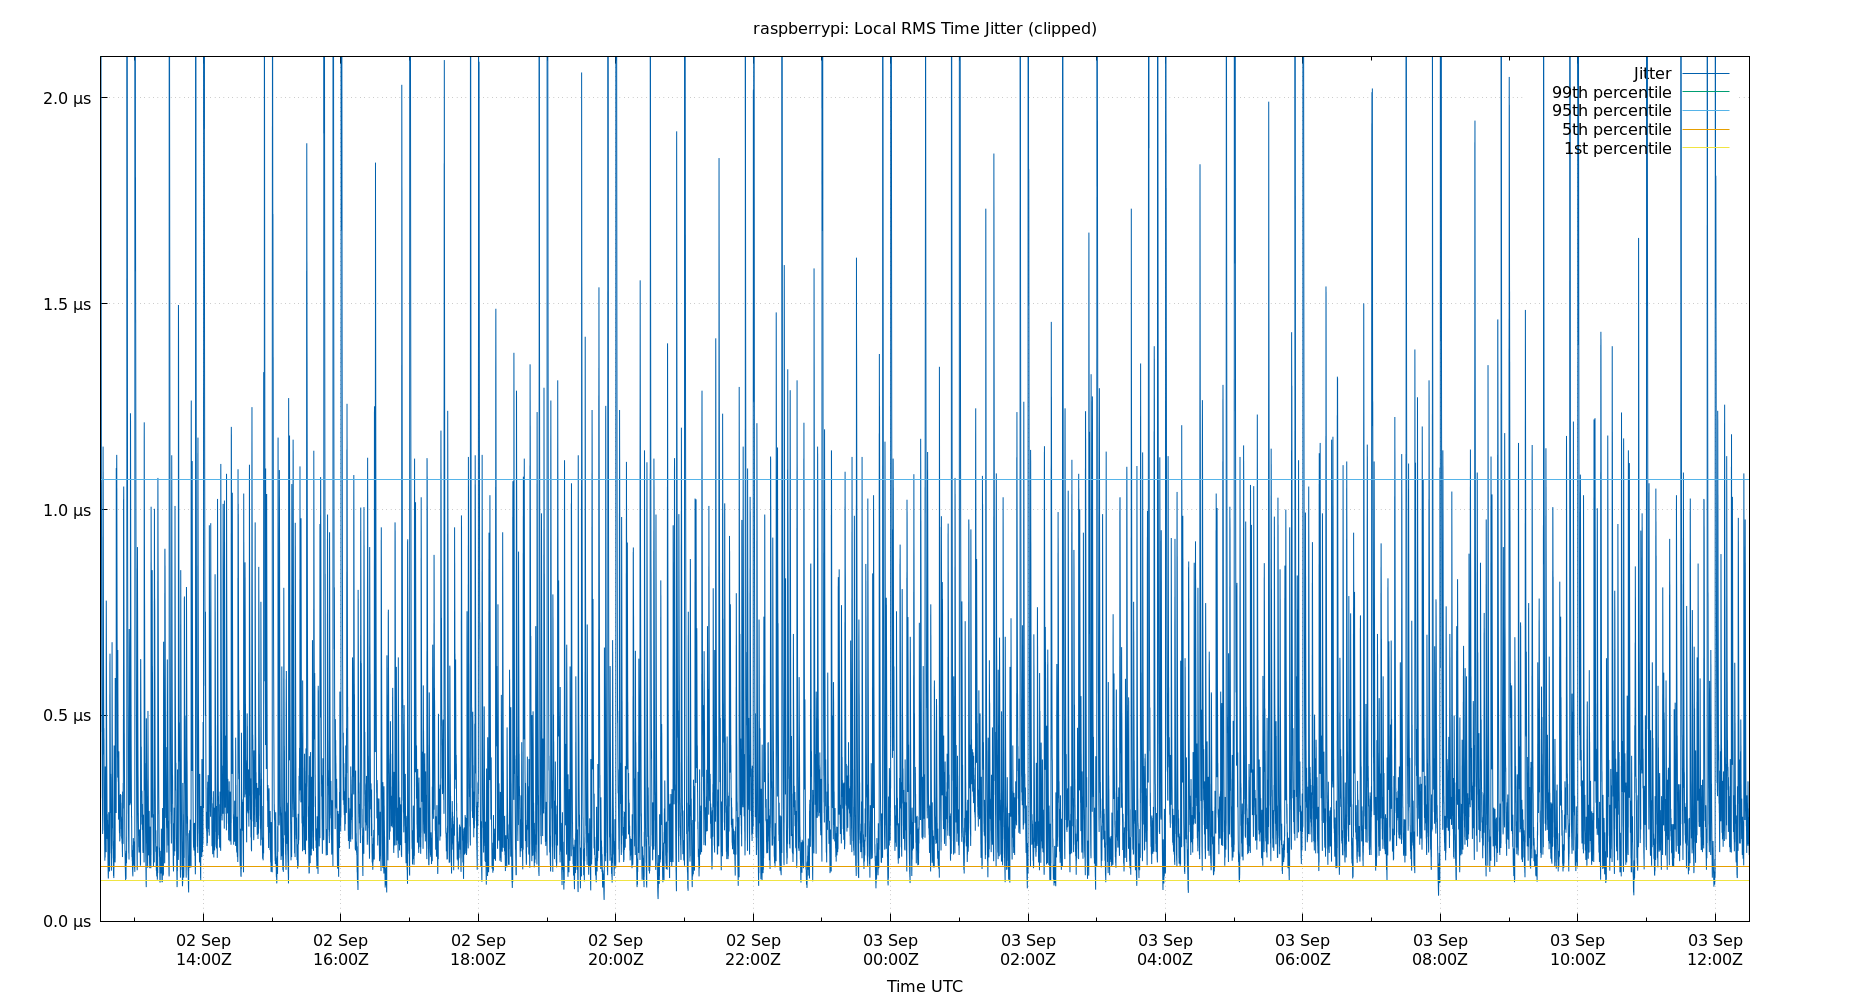 raspberrypi: Local RMS Time Jitter (clipped)
Jitter
99th percentile
95th percentile
5th percentile
1st percentile
2.0 μs
1.5 μs
1.0 μs
0.5 μs
0.0 μs
02 Sep 02 Sep 02 Sep 02 Sep 02 Sep 03 Sep 03 Sep 03 Sep 03 Sep 03 Sep 03 Sep 03 Sep
14:00Z 16:00Z 18:00Z 20:00Z 22:00Z 00:00Z 02:00Z 04:00Z 06:00Z 08:00Z 10:00Z 12:00Z
Time UTC